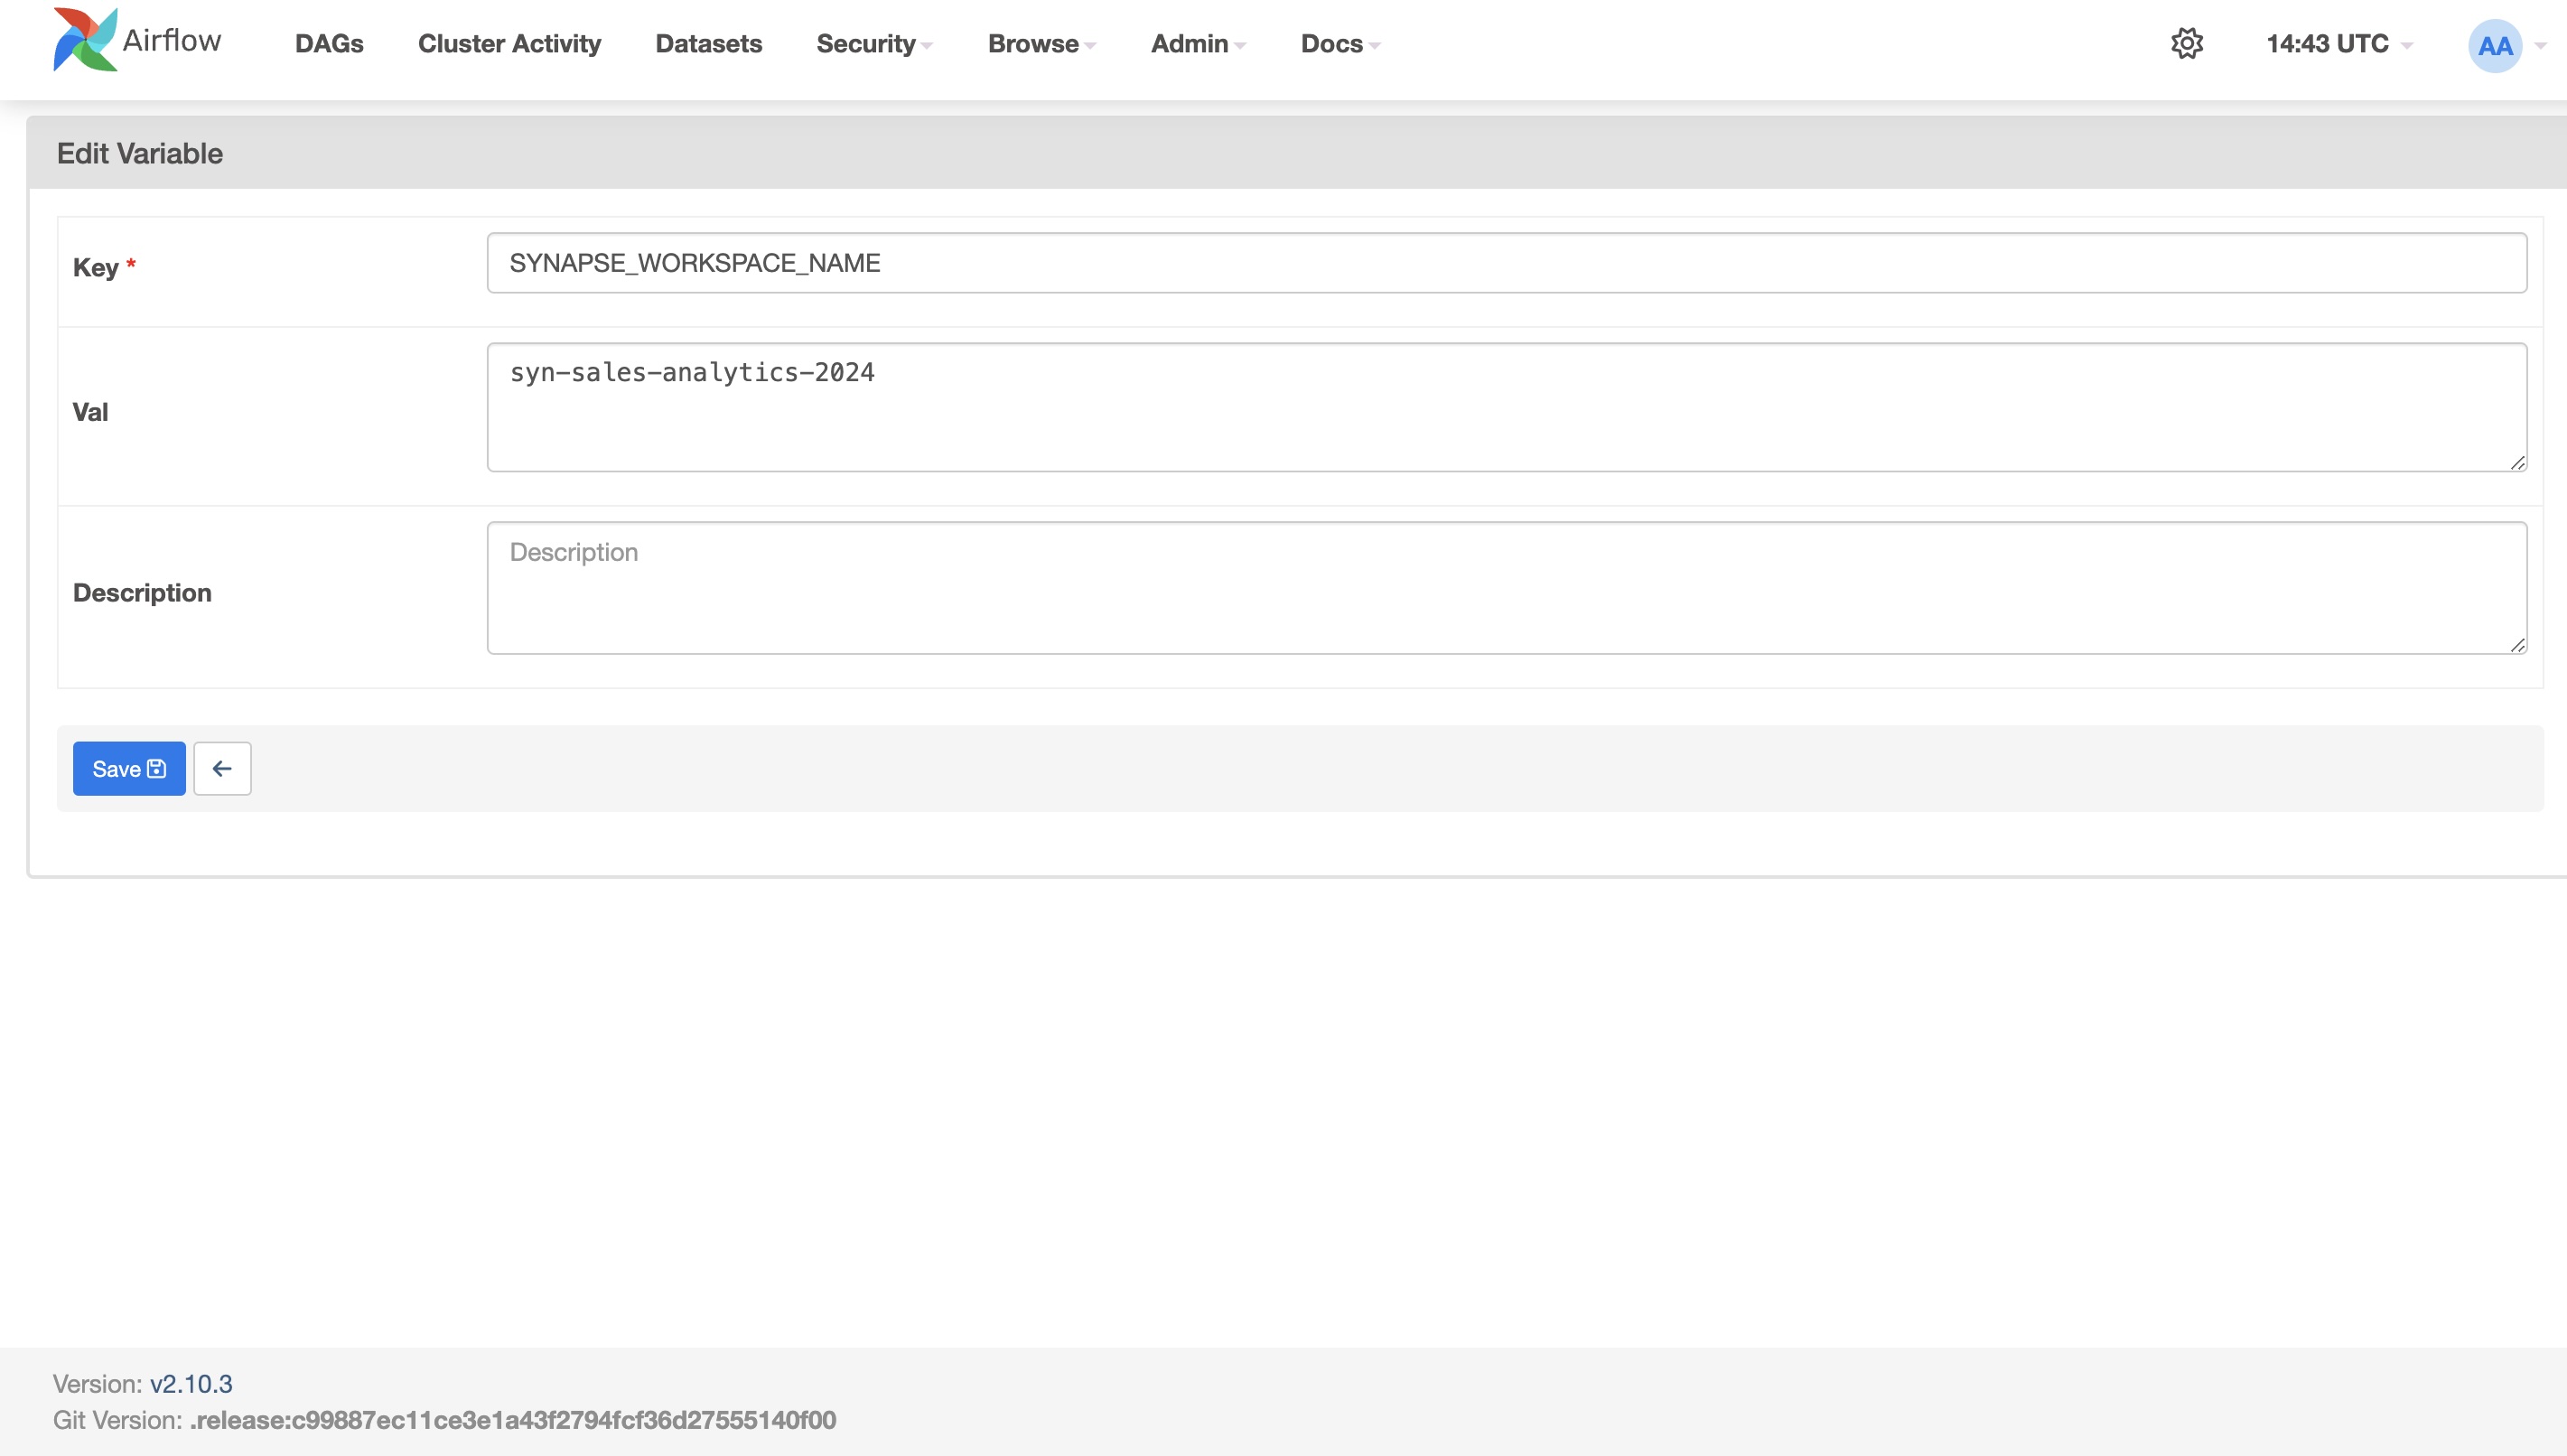 Airflow DAGs Cluster Activity Datasets Security Browse Admin Docs 14:43 UTC AA
Edit Variable
Key * SYNAPSE_WORKSPACE_NAME
Val syn-sales-analytics-2024
Description Description
Save
Version: v2.10.3
Git Version: .release:c99887ec11ce3e1a43f2794fcf36d27555140f00